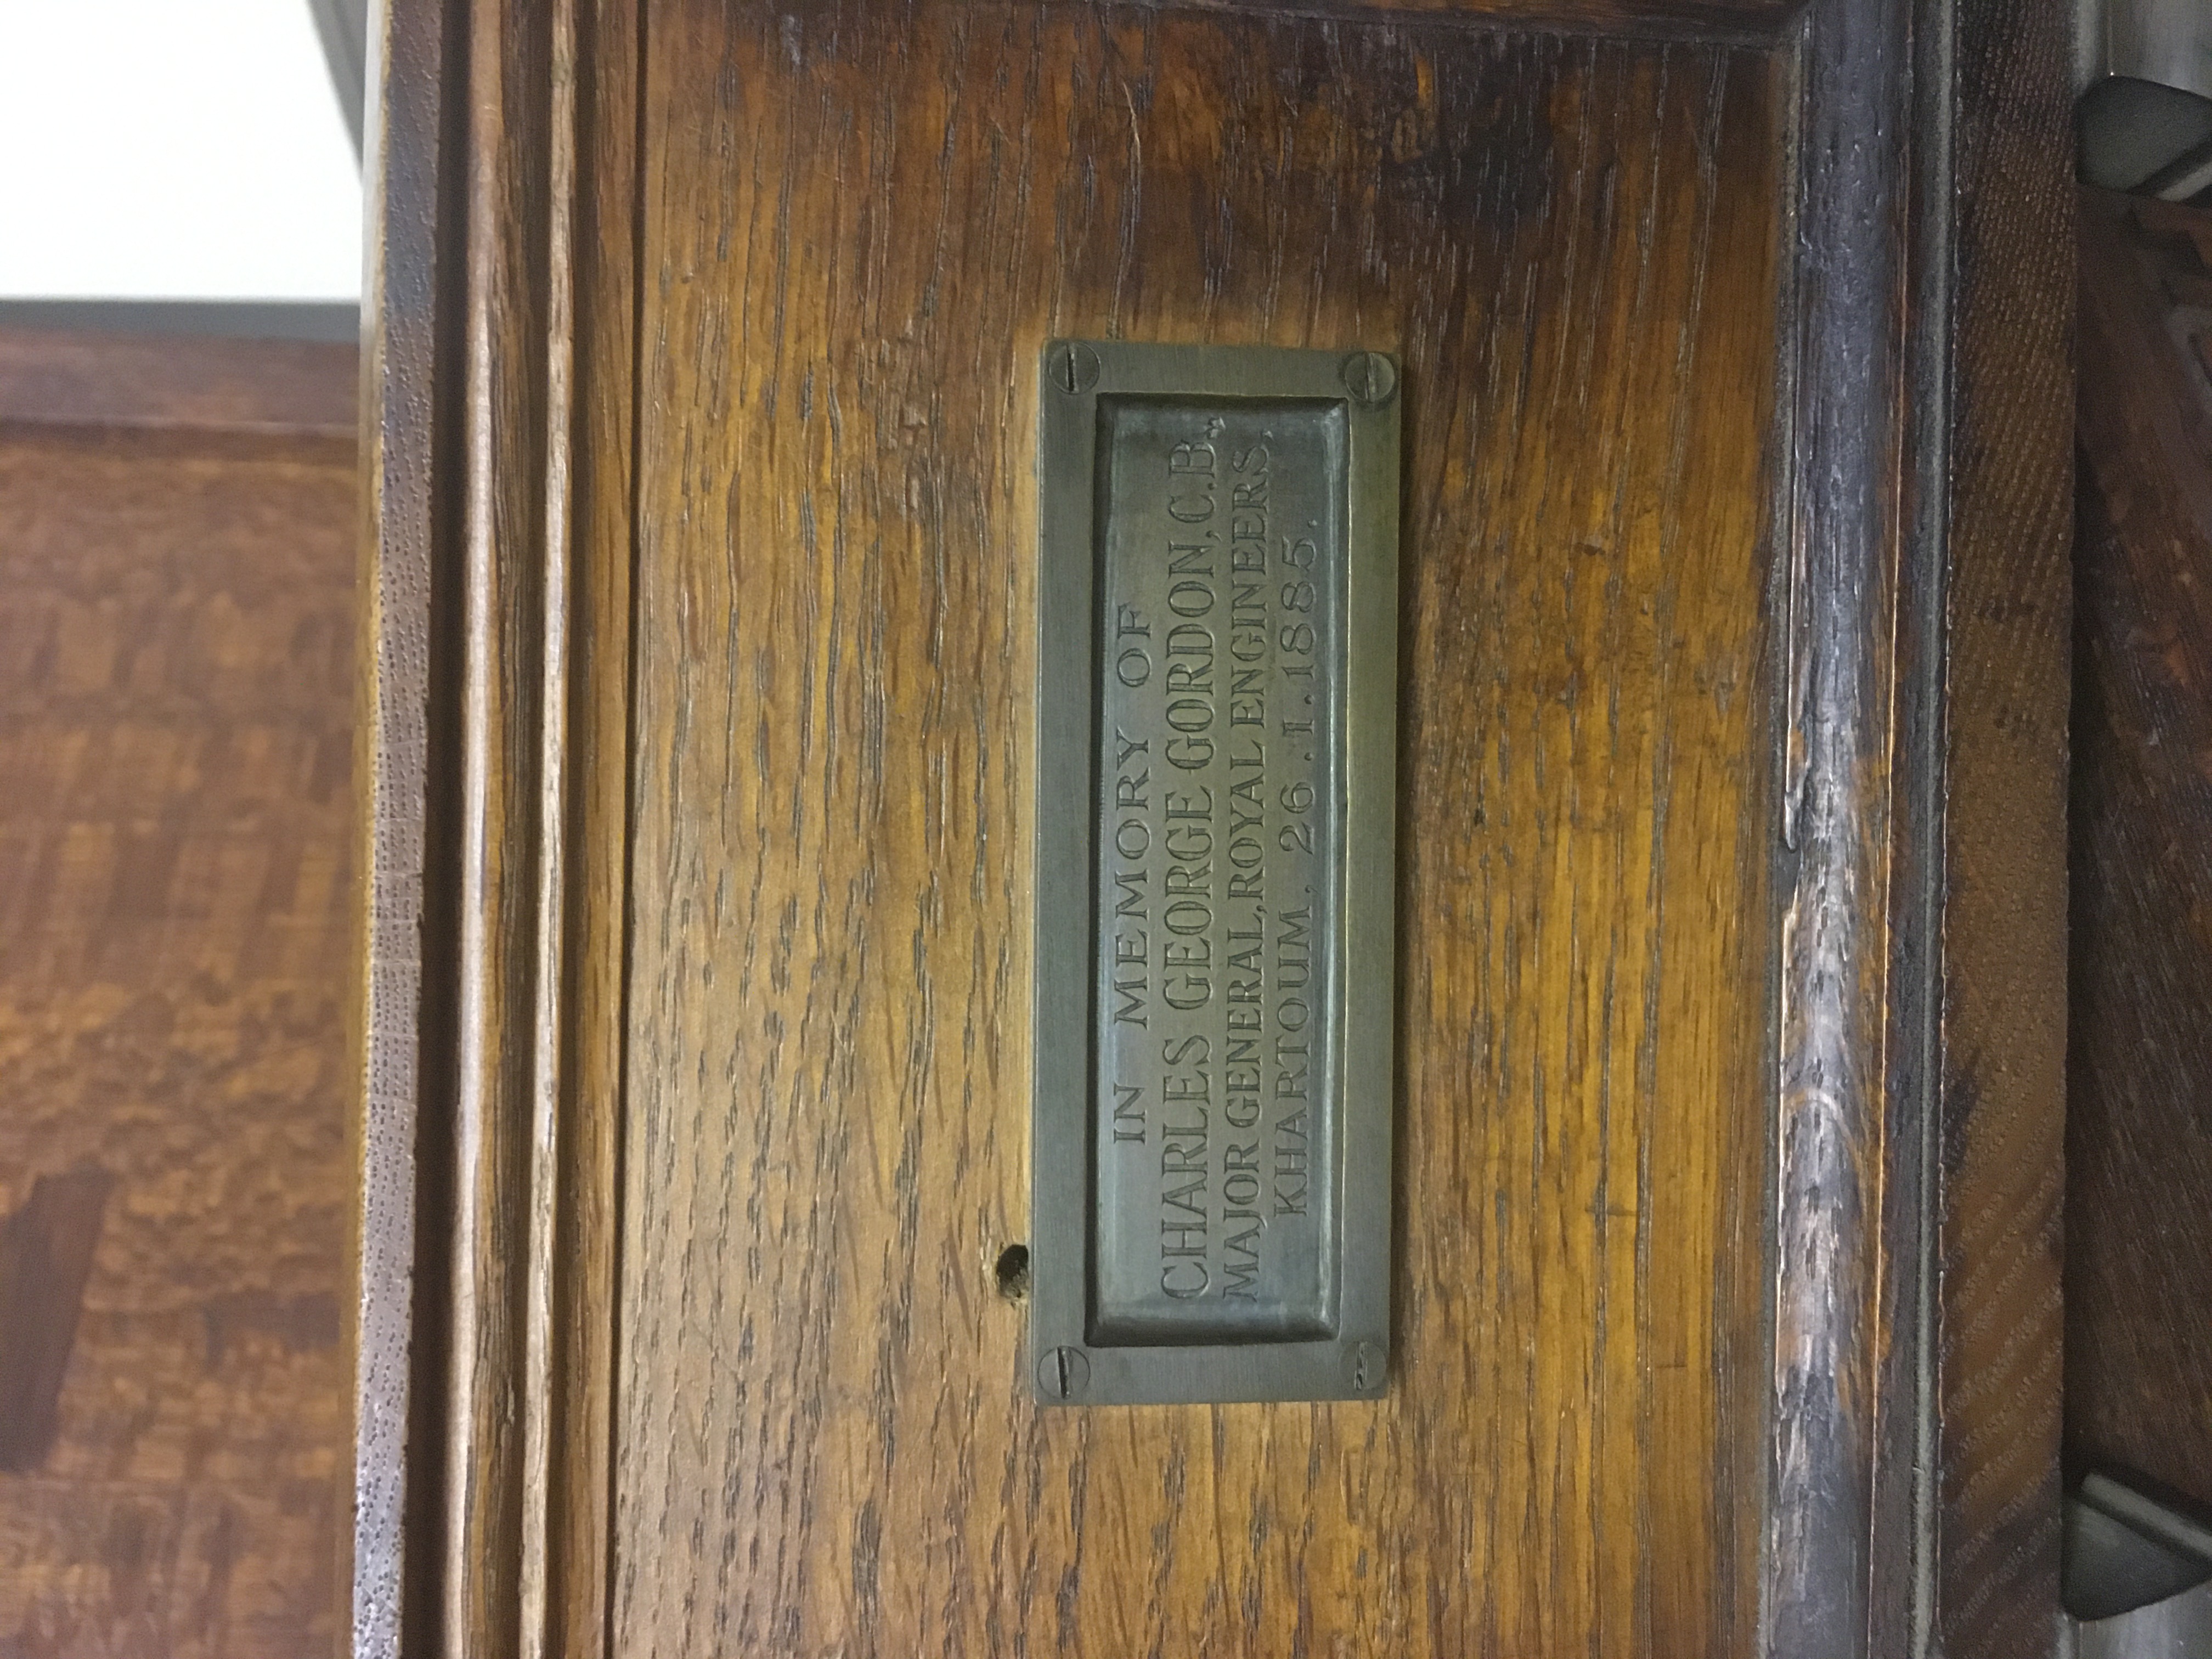 IN MEMORY OF
CHARLES GEORGE GORDON, C.B.,
MAJOR GENERAL, ROYAL ENGINEERS,
KHARTOUM. 26.1.1885.